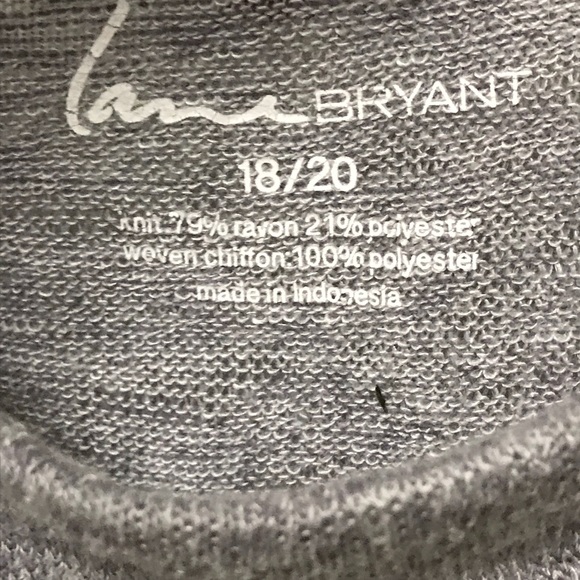 Lane BRYANT
18/20
knit: 79% rayon 21% polyester
woven chiffon: 100% polyester
made in Indonesia